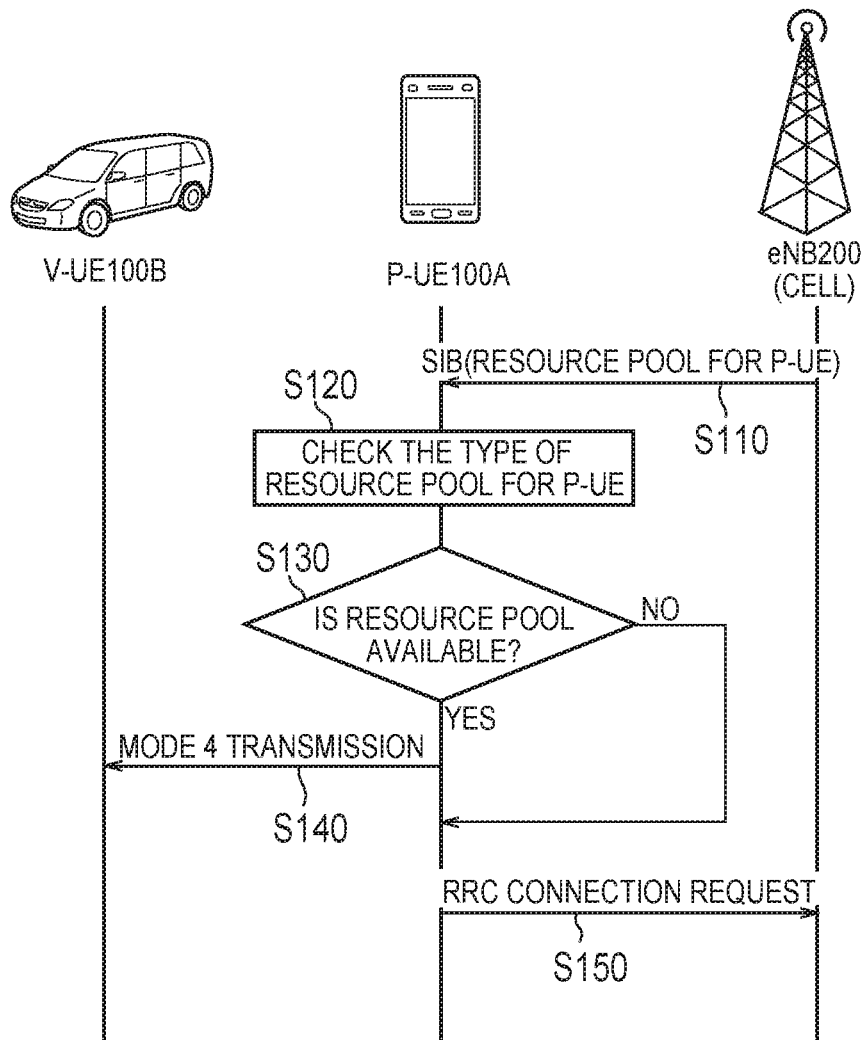 V-UE100B
P-UE100A
eNB200
(CELL)
SIB(RESOURCE POOL FOR P-UE)
S110
S120
CHECK THE TYPE OF
RESOURCE POOL FOR P-UE
S130
IS RESOURCE POOL
AVAILABLE?
NO
YES
MODE 4 TRANSMISSION
S140
RRC CONNECTION REQUEST
S150